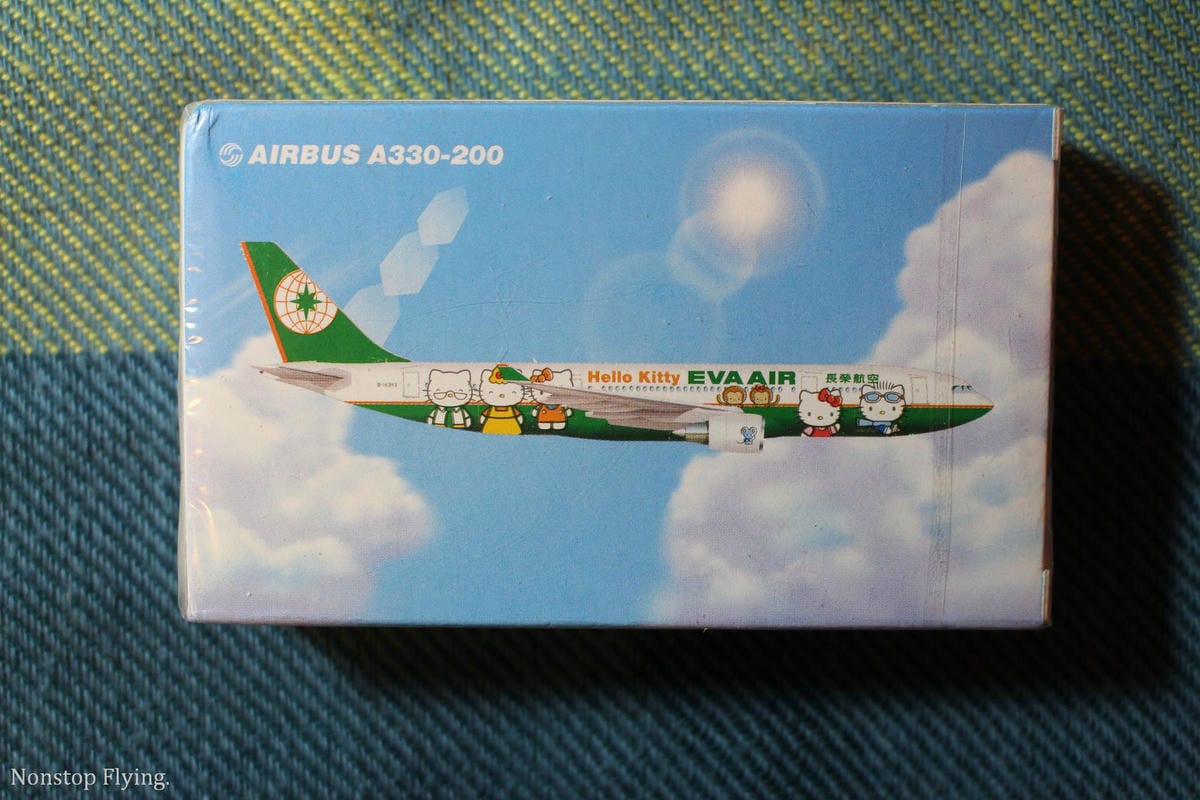 AIRBUS A330-200
Hello Kitty EVA AIR 長榮航空
Nonstop Flying.